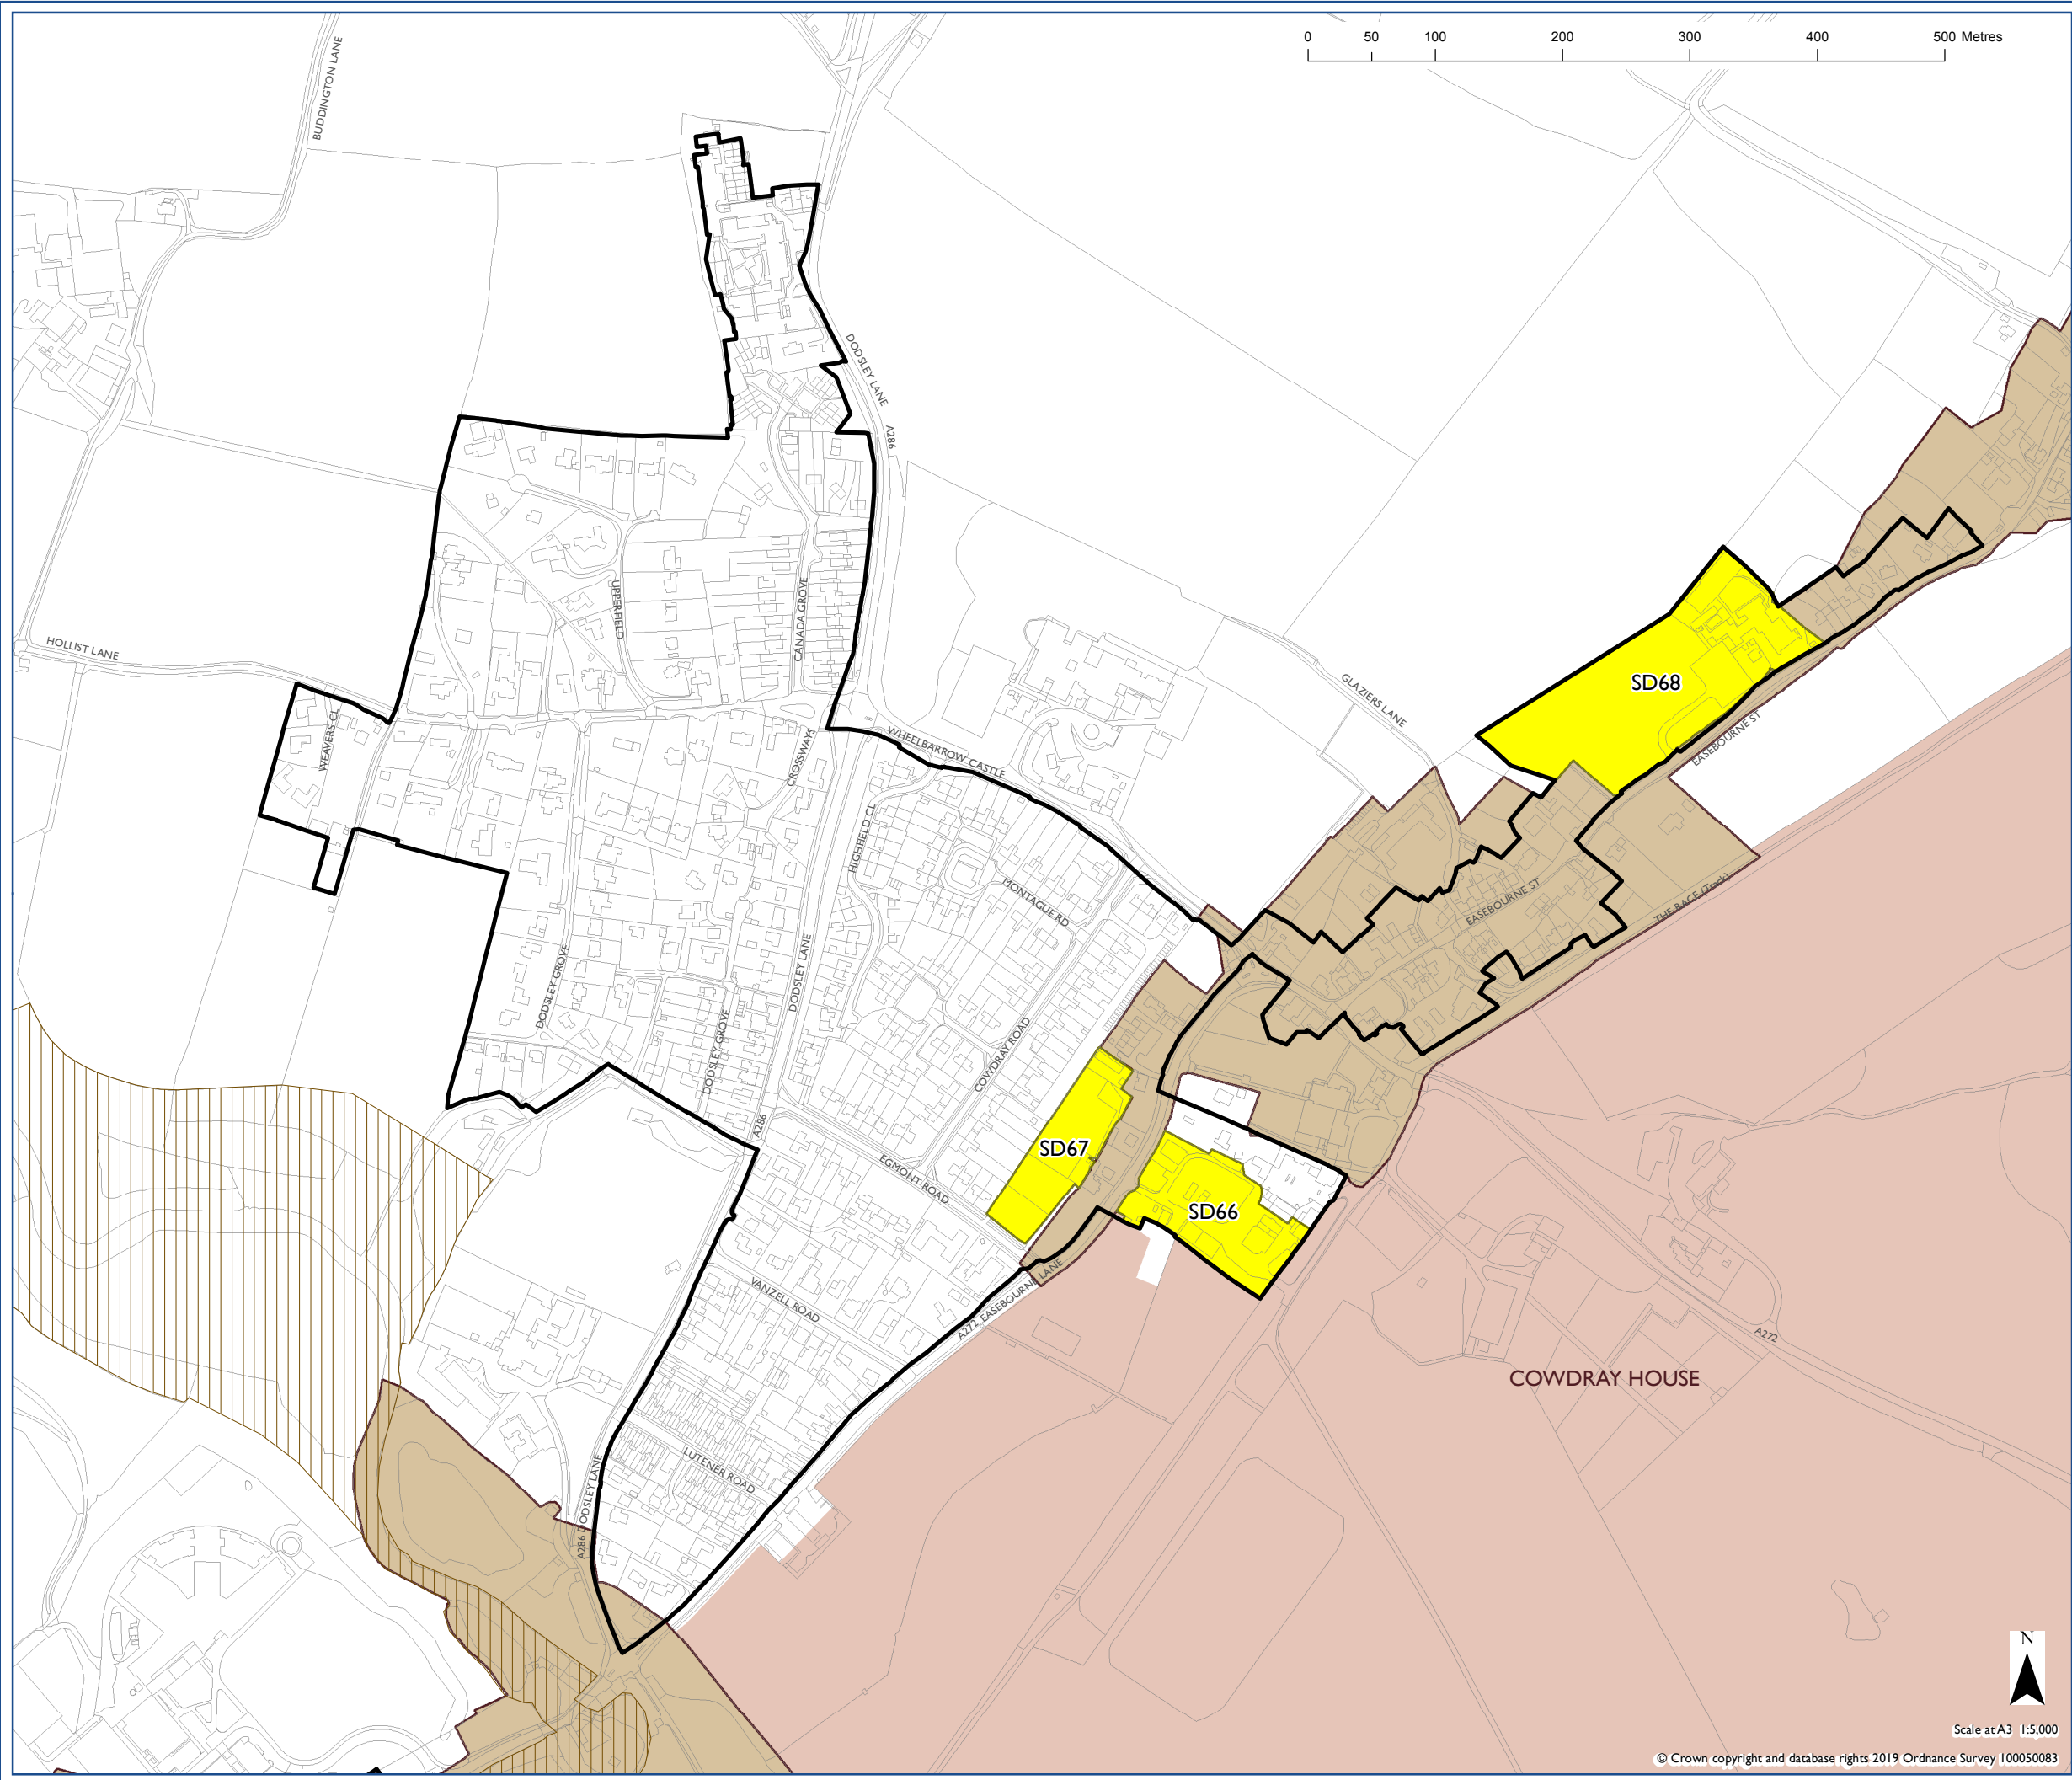 0 50 100 200 300 400 500 Metres
BUDDINGTON LANE
DODSLEY LANE
A286
UPPERFIELD
CANADA GROVE
HOLLIST LANE
WEAVERS CL
CROSSWAYS
WHEELBARROW CASTLE
GLAZIERS LANE
SD68
EASEBOURNE ST
HIGHFIELD CL
MONTAGUE RD
EASEBOURNE ST
THE RACE (Track)
DODSLEY GROVE
DODSLEY LANE
DODSLEY GROVE
COWDRAY ROAD
A286
SD67
EGMONT ROAD
SD66
VANZELL ROAD
A272 EASEBOURNE LANE
A272
COWDRAY HOUSE
LUTENER ROAD
A286 DODSLEY LANE
N
Scale at A3 1:5,000
© Crown copyright and database rights 2019 Ordnance Survey 100050083